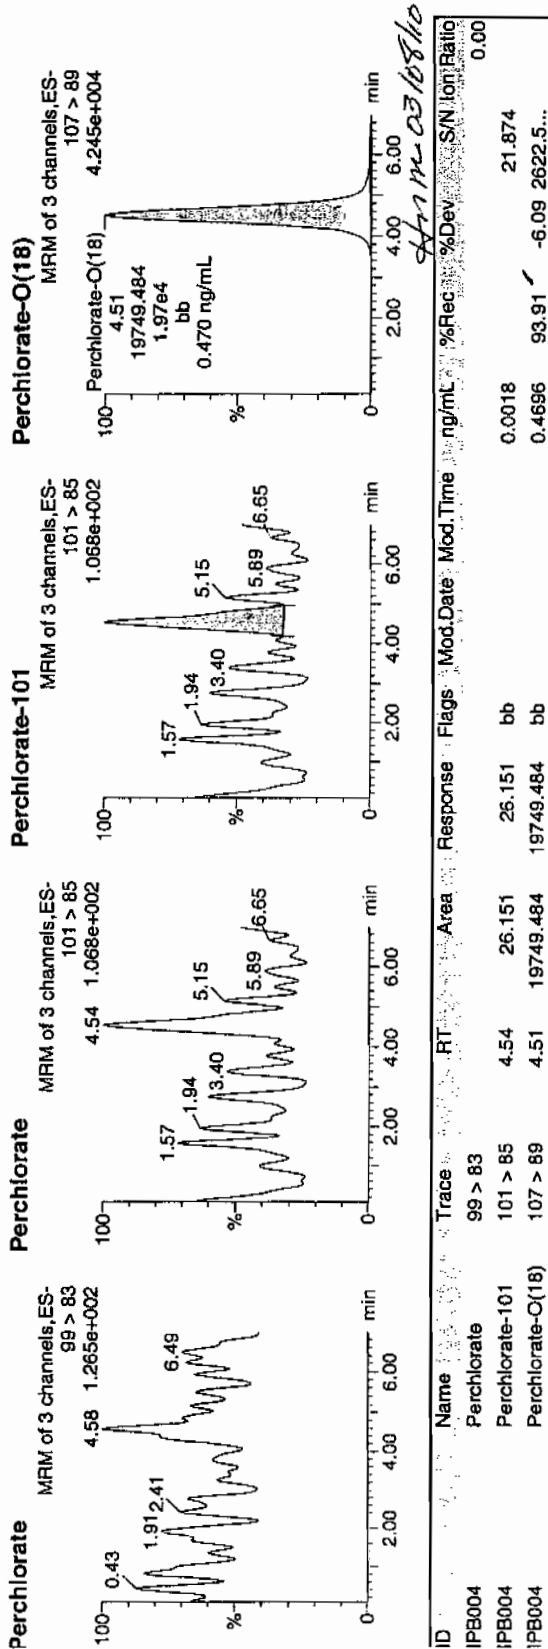 Perchlorate
MRM of 3 channels,ES-
99 > 83
4.58 1.265e+002
100
%
0
0.43
1.91
2.41
6.49
2.00 4.00 6.00 min
Perchlorate
MRM of 3 channels,ES-
101 > 85
4.54 1.068e+002
100
%
0
1.57
1.94
3.40
5.15
5.89
6.65
2.00 4.00 6.00 min
Perchlorate-101
MRM of 3 channels,ES-
101 > 85
1.068e+002
100
%
0
1.57
1.94
3.40
5.15
5.89
6.65
2.00 4.00 6.00 min
Perchlorate-O(18)
MRM of 3 channels,ES-
107 > 89
4.245e+004
100
%
0
Perchlorate-O(18)
4.51
19749.484
1.97e4
bb
0.470 ng/mL
2.00 4.00 6.00 min
03/08/10
ID Name Trace RT Area Response Flags Mod.Date Mod.Time ng/mL %Rec %Dev S/N Ion Ratio
IPB004 Perchlorate 99 > 83 0.00
IPB004 Perchlorate-101 101 > 85 4.54 26.151 26.151 bb 0.0018 21.874
IPB004 Perchlorate-O(18) 107 > 89 4.51 19749.484 19749.484 bb 0.4696 93.91 -6.09 2622.5...